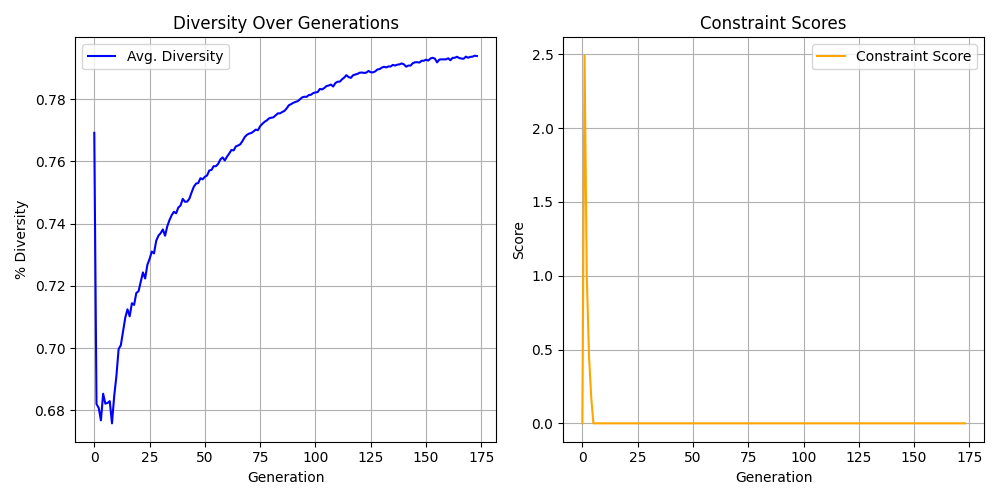 Diversity Over Generations
Avg. Diversity
% Diversity
0.78
0.76
0.74
0.72
0.70
0.68
0 25 50 75 100 125 150 175
Generation
Constraint Scores
Constraint Score
Score
2.5
2.0
1.5
1.0
0.5
0.0
0 25 50 75 100 125 150 175
Generation